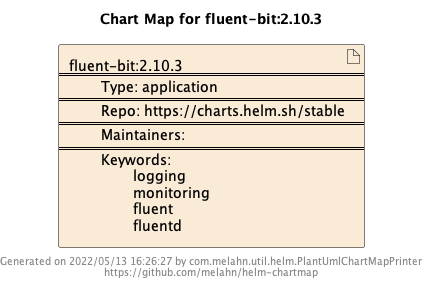 Chart Map for fluent-bit:2.10.3
fluent-bit:2.10.3
Type: application
Repo: https://charts.helm.sh/stable
Maintainers:
Keywords:
logging
monitoring
fluent
fluentd
Generated on 2022/05/13 16:26:27 by com.melahn.util.helm.PlantUmlChartMapPrinter
https://github.com/melahn/helm-chartmap